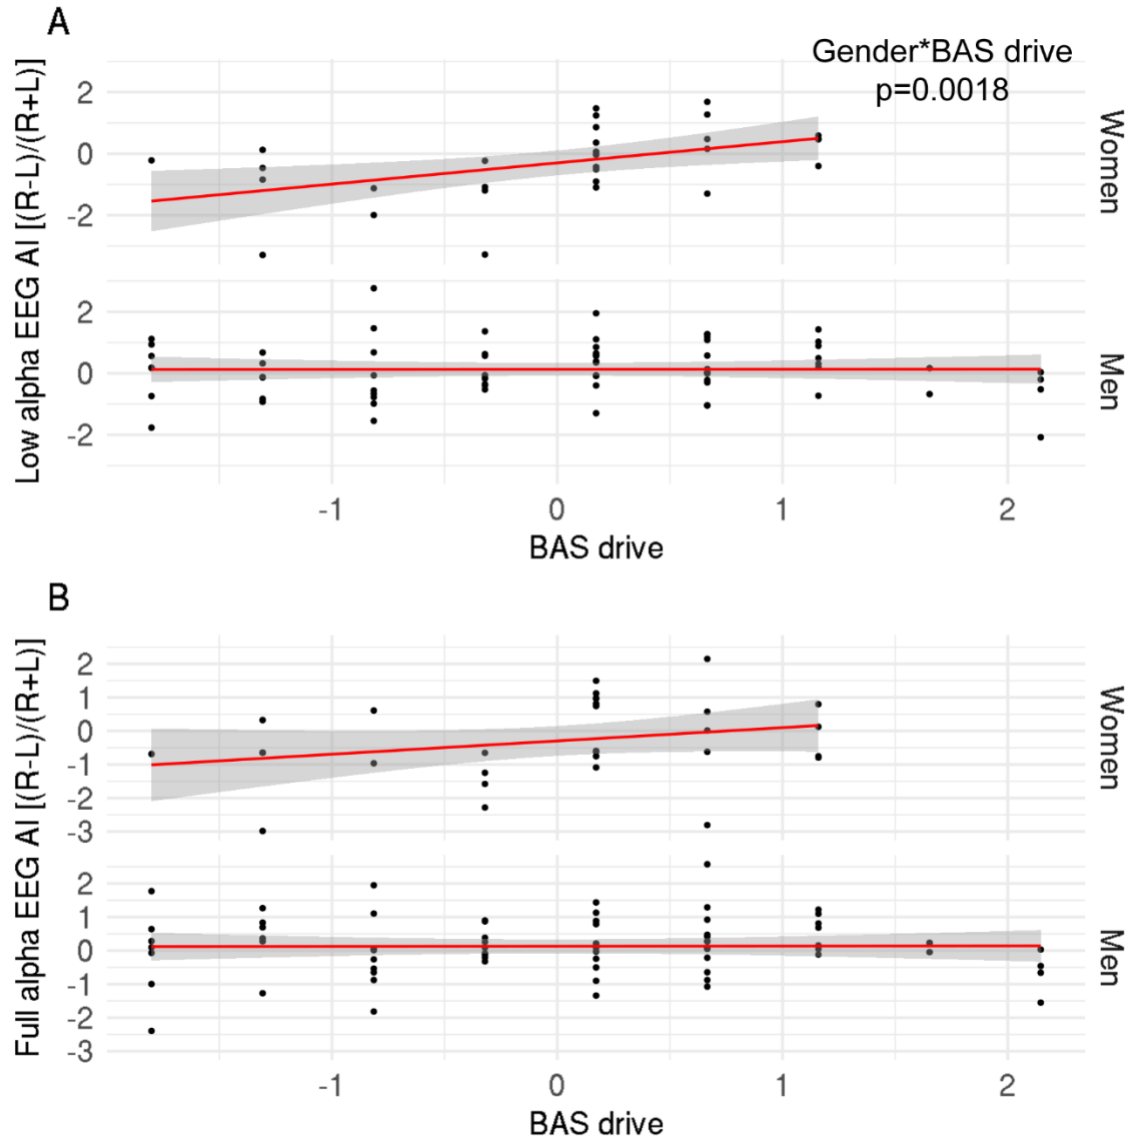 A
Gender*BAS drive
p=0.0018
Low alpha EEG AI [(R-L)/(R+L)]
2
0
-2
Women
2
0
-2
Men
-1 0 1 2
BAS drive
B
Full alpha EEG AI [(R-L)/(R+L)]
2
1
0
-1
-2
-3
Women
2
1
0
-1
-2
-3
Men
-1 0 1 2
BAS drive